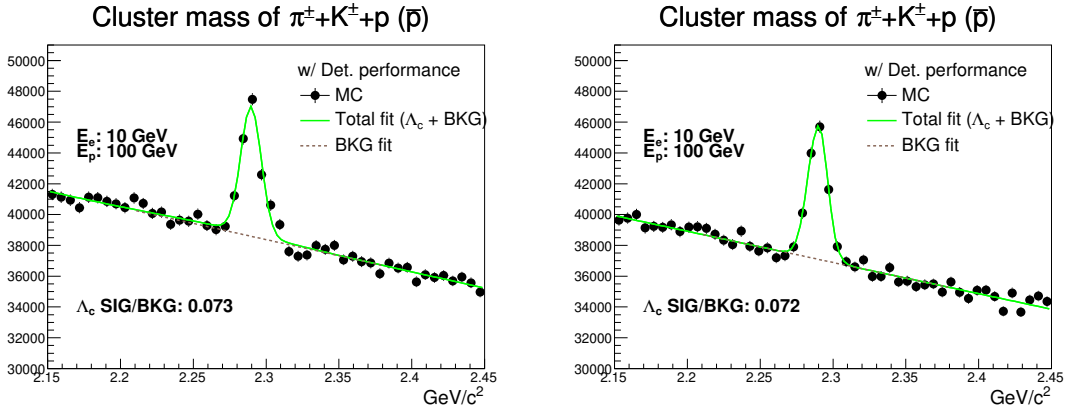 Cluster mass of π±+K±+p (p̅)
50000
48000
46000
44000
42000
40000
38000
36000
34000
32000
30000
w/ Det. performance
MC
Total fit (Λc + BKG)
BKG fit
Ee: 10 GeV
Ep: 100 GeV
Λc SIG/BKG: 0.073
2.15 2.2 2.25 2.3 2.35 2.4 2.45
GeV/c²
Cluster mass of π±+K±+p (p̅)
50000
48000
46000
44000
42000
40000
38000
36000
34000
32000
30000
w/ Det. performance
MC
Total fit (Λc + BKG)
BKG fit
Ee: 10 GeV
Ep: 100 GeV
Λc SIG/BKG: 0.072
2.15 2.2 2.25 2.3 2.35 2.4 2.45
GeV/c²